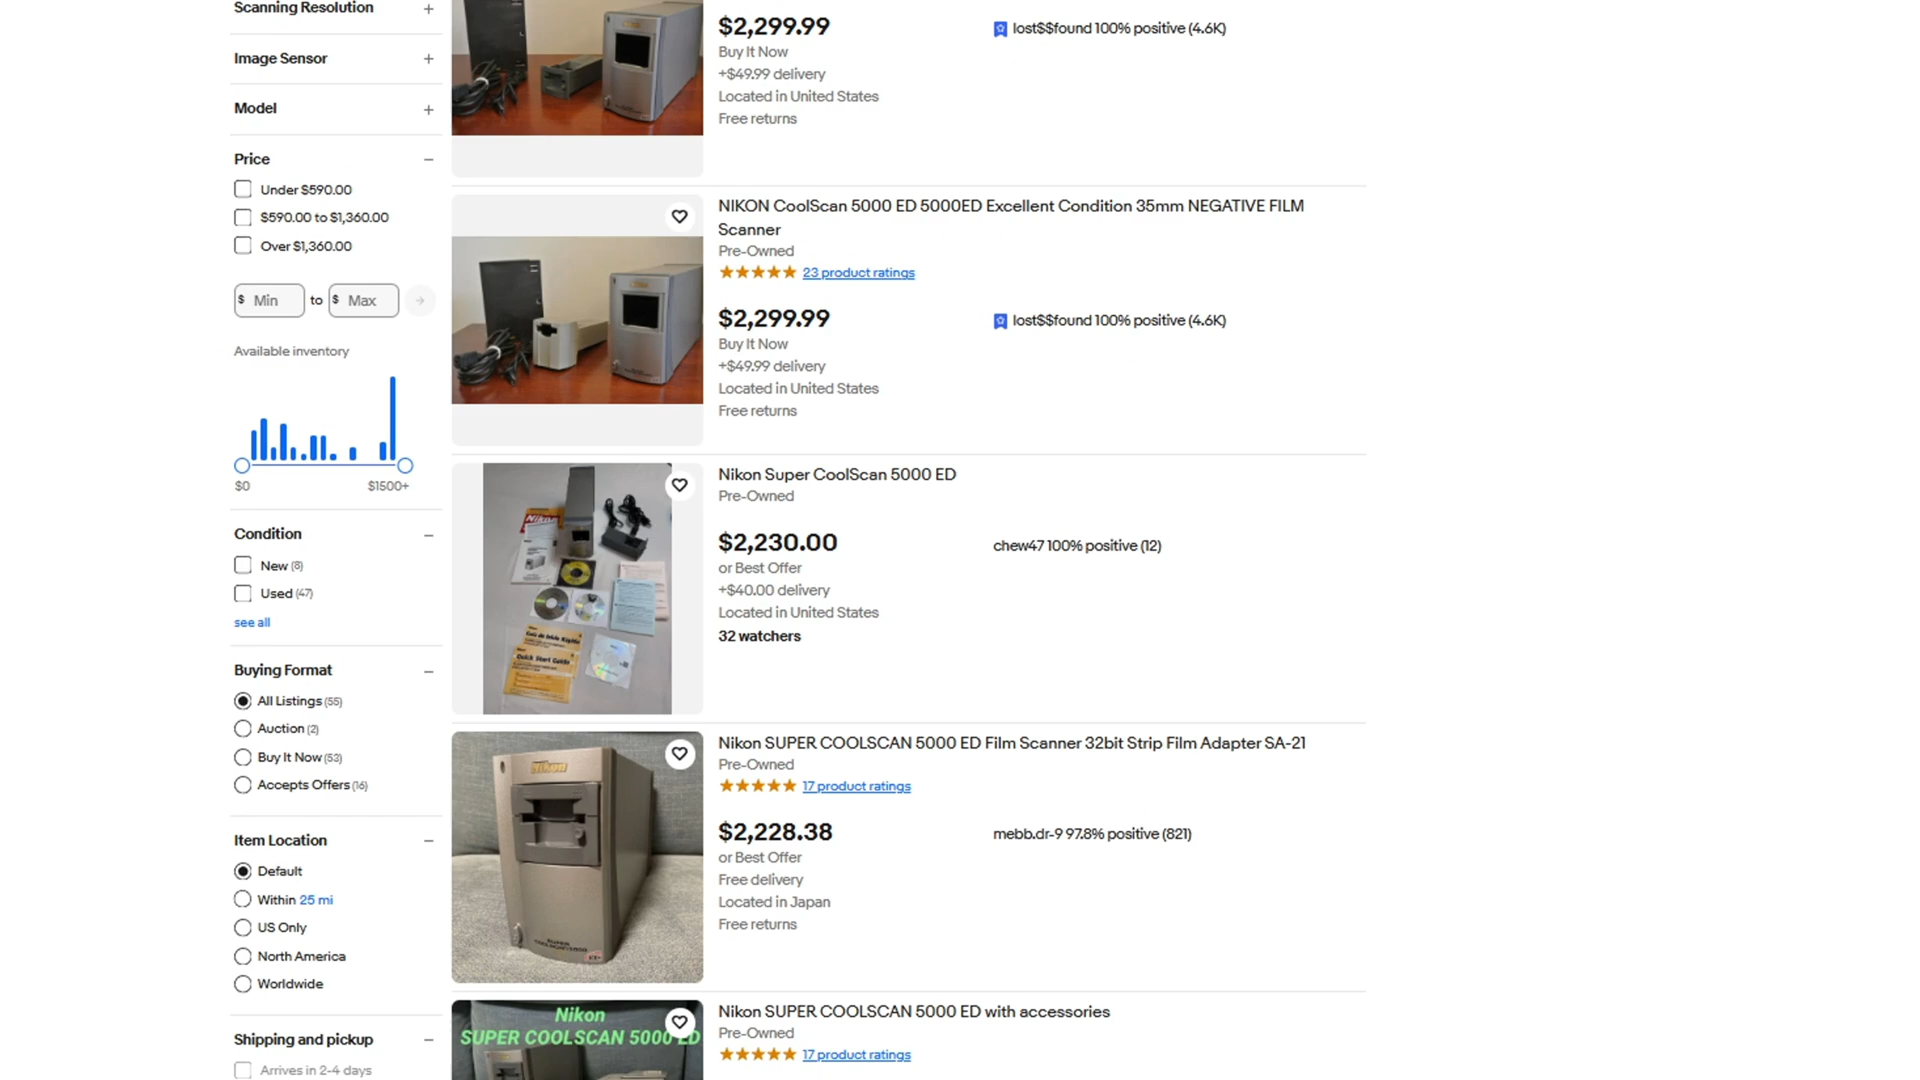 Scanning Resolution
Image Sensor
Model
Price
Under $590.00
$590.00 to $1,360.00
Over $1,360.00
$ Min to $ Max
Available inventory
$0 $1500+
Condition
New (8)
Used (47)
see all
Buying Format
All Listings (55)
Auction (2)
Buy It Now (53)
Accepts Offers (16)
Item Location
Default
Within 25 mi
US Only
North America
Worldwide
Shipping and pickup
Arrives in 2-4 days
$2,299.99
Buy It Now
+$49.99 delivery
Located in United States
Free returns
lost$$found 100% positive (4.6K)
NIKON CoolScan 5000 ED 5000ED Excellent Condition 35mm NEGATIVE FILM
Scanner
Pre-Owned
23 product ratings
$2,299.99
Buy It Now
+$49.99 delivery
Located in United States
Free returns
lost$$found 100% positive (4.6K)
Nikon Super CoolScan 5000 ED
Pre-Owned
$2,230.00
or Best Offer
+$40.00 delivery
Located in United States
32 watchers
chew47 100% positive (12)
Nikon
Quick Start Guide
Nikon SUPER COOLSCAN 5000 ED Film Scanner 32bit Strip Film Adapter SA-21
Pre-Owned
17 product ratings
$2,228.38
or Best Offer
Free delivery
Located in Japan
Free returns
mebb.dr-9 97.8% positive (821)
Nikon
Nikon SUPER COOLSCAN 5000 ED with accessories
Pre-Owned
17 product ratings
Nikon
SUPER COOLSCAN 5000 ED